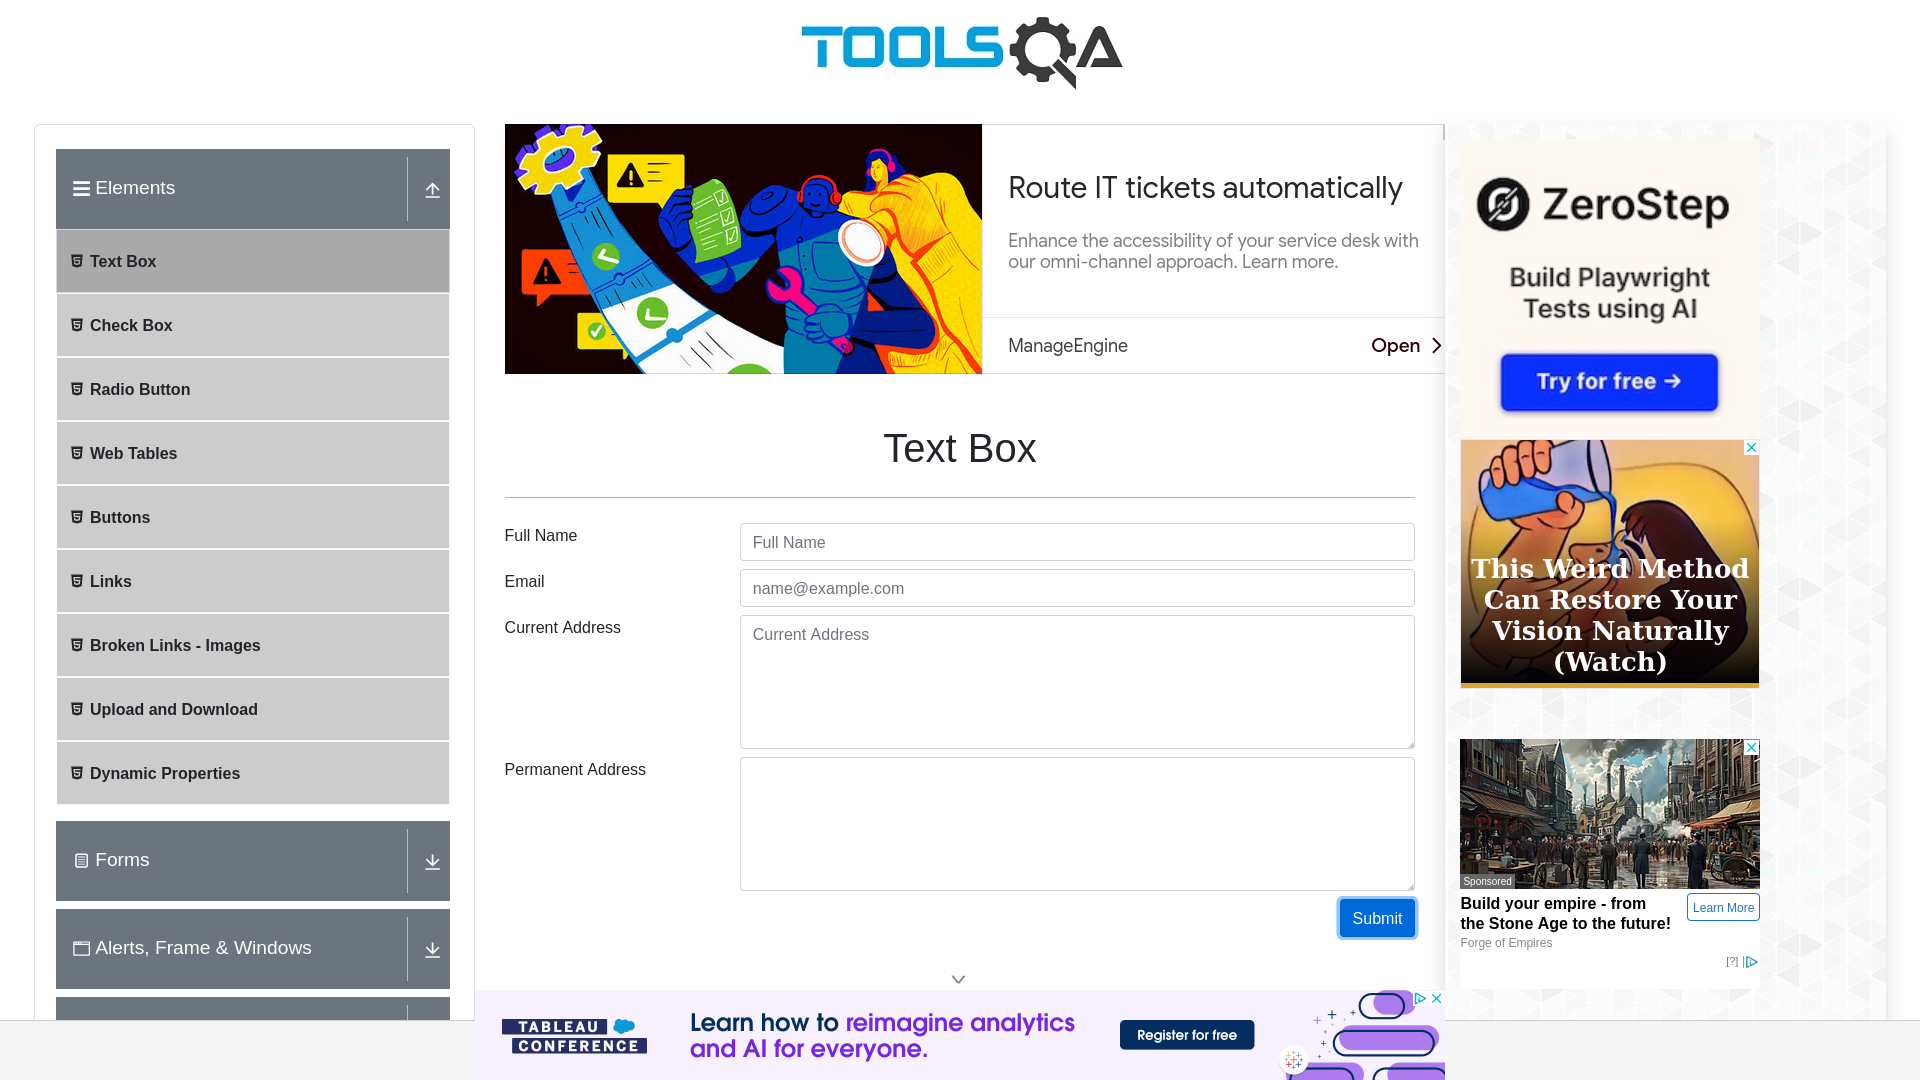 TOOLSQA
Elements
Text Box
Check Box
Radio Button
Web Tables
Buttons
Links
Broken Links - Images
Upload and Download
Dynamic Properties
Forms
Alerts, Frame & Windows
Route IT tickets automatically
Enhance the accessibility of your service desk with
our omni-channel approach. Learn more.
ManageEngine
Open
Text Box
Full Name
Full Name
Email
name@example.com
Current Address
Current Address
Permanent Address
Submit
ZeroStep
Build Playwright
Tests using AI
Try for free →
This Weird Method
Can Restore Your
Vision Naturally
(Watch)
Sponsored
Build your empire - from
the Stone Age to the future!
Learn More
Forge of Empires
[?]
TABLEAU
CONFERENCE
Learn how to reimagine analytics
and AI for everyone.
Register for free